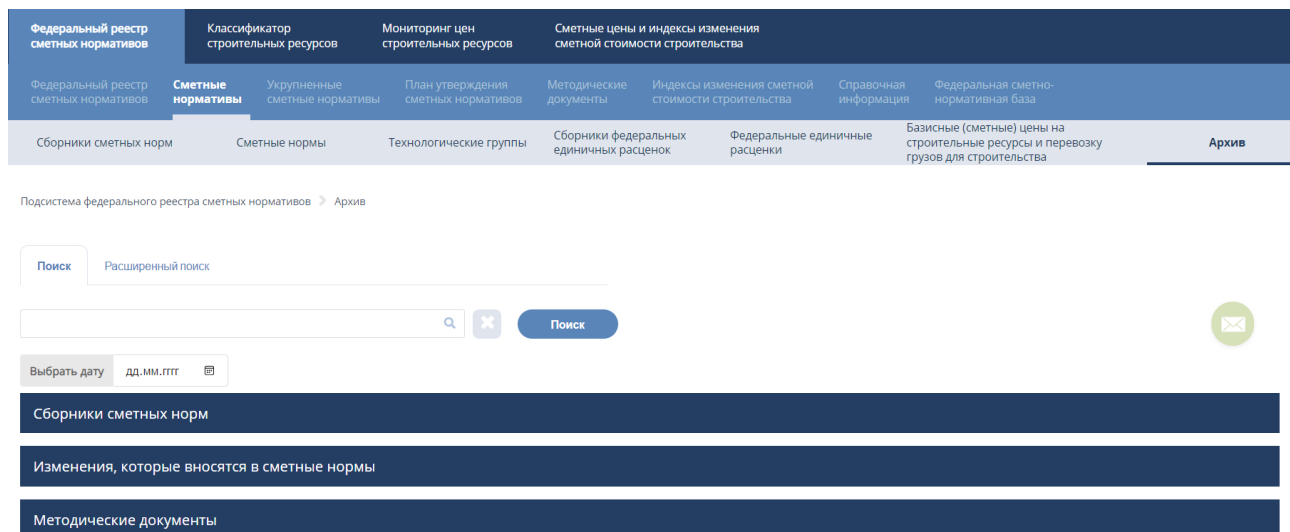 Федеральный реестр
сметных нормативов
Классификатор
строительных ресурсов
Мониторинг цен
строительных ресурсов
Сметные цены и индексы изменения
сметной стоимости строительства
Федеральный реестр
сметных нормативов
Сметные
нормативы
Укрупненные
сметные нормативы
План утверждения
сметных нормативов
Методические
документы
Индексы изменения сметной
стоимости строительства
Справочная
информация
Федеральная сметно-
нормативная база
Сборники сметных норм
Сметные нормы
Технологические группы
Сборники федеральных
единичных расценок
Федеральные единичные
расценки
Базисные (сметные) цены на
строительные ресурсы и перевозку
грузов для строительства
Архив
Подсистема федерального реестра сметных нормативов > Архив
Поиск
Расширенный поиск
Поиск
Выбрать дату дд.мм.гггг
Сборники сметных норм
Изменения, которые вносятся в сметные нормы
Методические документы